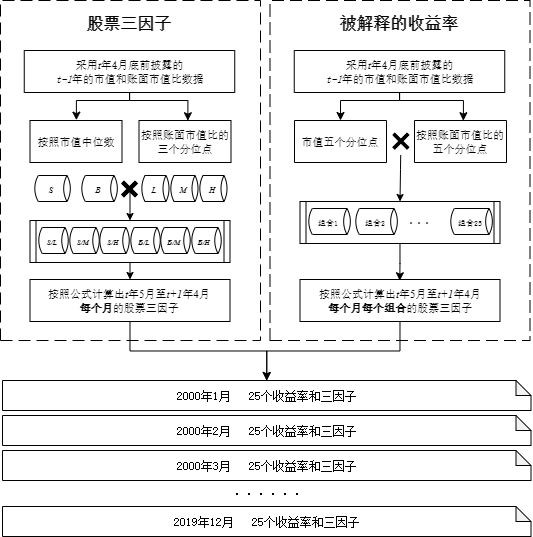 股票三因子
采用t年4月底前披露的
t-1年的市值和账面市值比数据
按照市值中位数
按照账面市值比的
三个分位点
S B L M H
S/L S/M S/H B/L B/M B/H
按照公式计算出t年5月至t+1年4月
每个月的股票三因子
被解释的收益率
采用t年4月底前披露的
t-1年的市值和账面市值比数据
市值五个分位点
按照账面市值比的
五个分位点
组合1 组合2 ··· 组合25
按照公式计算出t年5月至t+1年4月
每个月每个组合的股票三因子
2000年1月 25个收益率和三因子
2000年2月 25个收益率和三因子
2000年3月 25个收益率和三因子
······
2019年12月 25个收益率和三因子